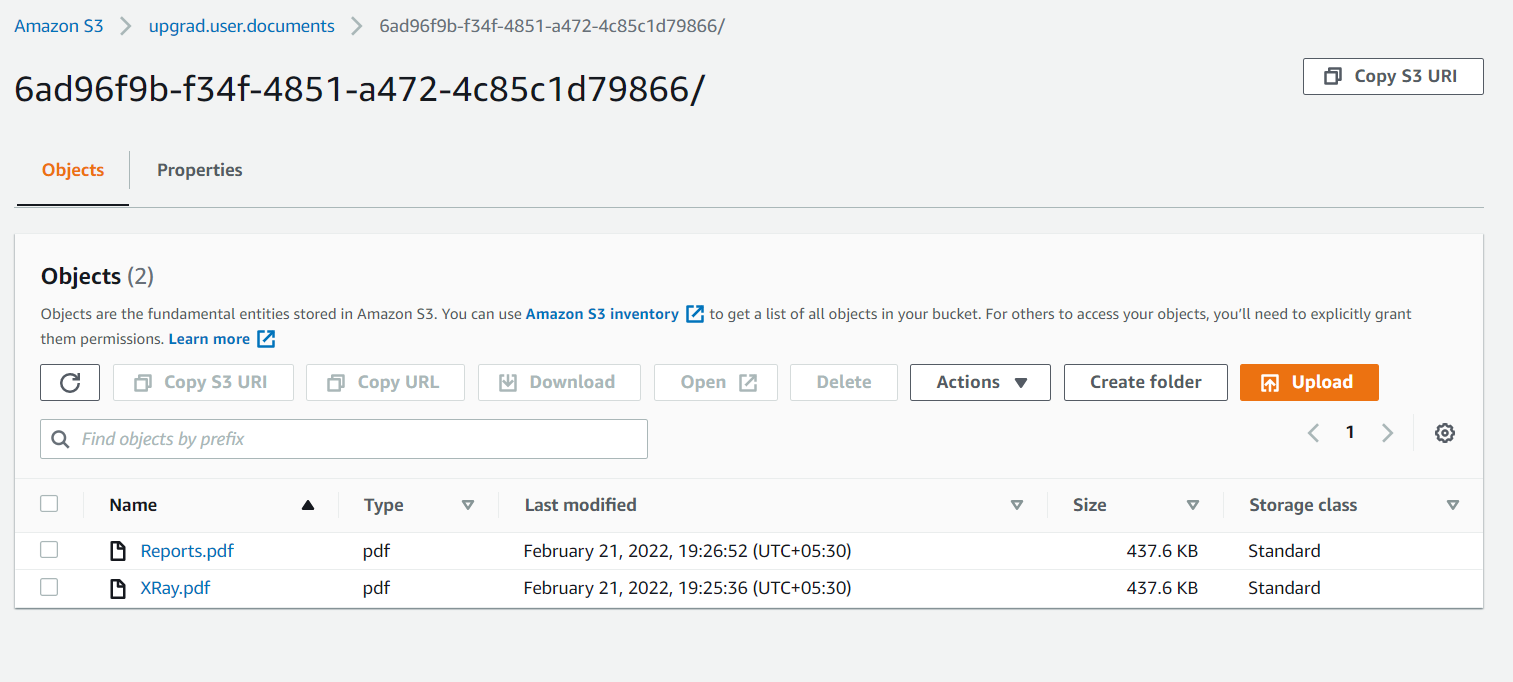 Amazon S3 > upgrad.user.documents > 6ad96f9b-f34f-4851-a472-4c85c1d79866/
6ad96f9b-f34f-4851-a472-4c85c1d79866/
Copy S3 URI
Objects Properties
Objects (2)
Objects are the fundamental entities stored in Amazon S3. You can use Amazon S3 inventory to get a list of all objects in your bucket. For others to access your objects, you'll need to explicitly grant
them permissions. Learn more
Copy S3 URI Copy URL Download Open Delete Actions Create folder Upload
Find objects by prefix
1
Name Type Last modified Size Storage class
Reports.pdf pdf February 21, 2022, 19:26:52 (UTC+05:30) 437.6 KB Standard
XRay.pdf pdf February 21, 2022, 19:25:36 (UTC+05:30) 437.6 KB Standard